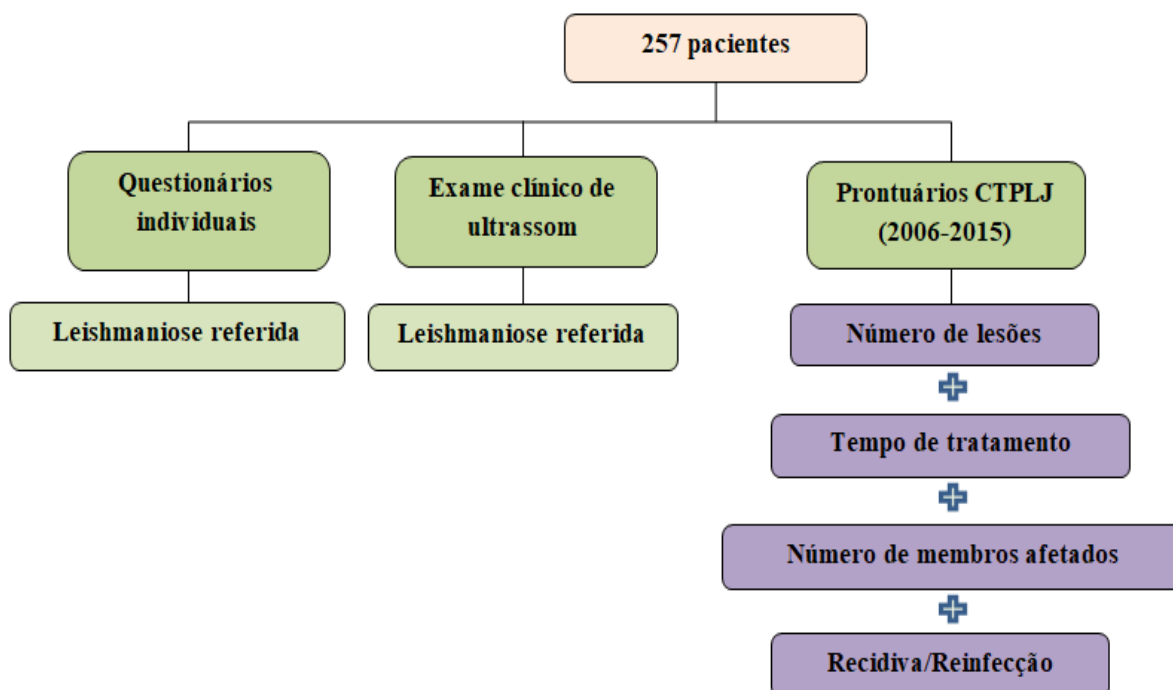 257 pacientes
Questionários
individuais
Leishmaniose referida
Exame clínico de
ultrassom
Leishmaniose referida
Prontuários CTPLJ
(2006-2015)
Número de lesões
Tempo de tratamento
Número de membros afetados
Recidiva/Reinfecção